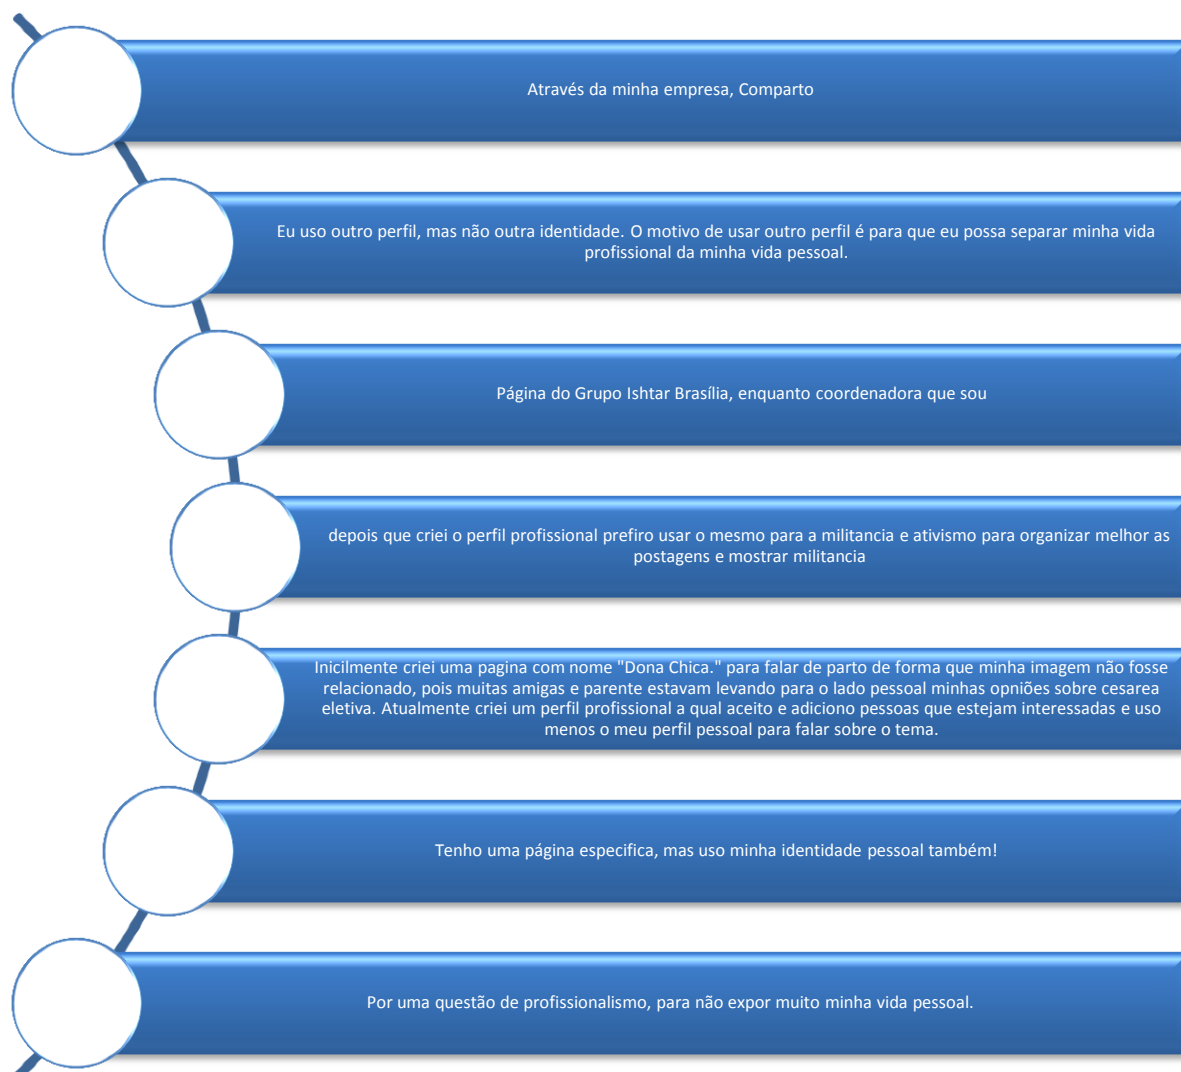 Através da minha empresa, Comparto
Eu uso outro perfil, mas não outra identidade. O motivo de usar outro perfil é para que eu possa separar minha vida
profissional da minha vida pessoal.
Página do Grupo Ishtar Brasília, enquanto coordenadora que sou
depois que criei o perfil profissional prefiro usar o mesmo para a militancia e ativismo para organizar melhor as
postagens e mostrar militancia
Inicilmente criei uma pagina com nome "Dona Chica." para falar de parto de forma que minha imagem não fosse
relacionado, pois muitas amigas e parente estavam levando para o lado pessoal minhas opniões sobre cesarea
eletiva. Atualmente criei um perfil profissional a qual aceito e adiciono pessoas que estejam interessadas e uso
menos o meu perfil pessoal para falar sobre o tema.
Tenho uma página especifica, mas uso minha identidade pessoal também!
Por uma questão de profissionalismo, para não expor muito minha vida pessoal.